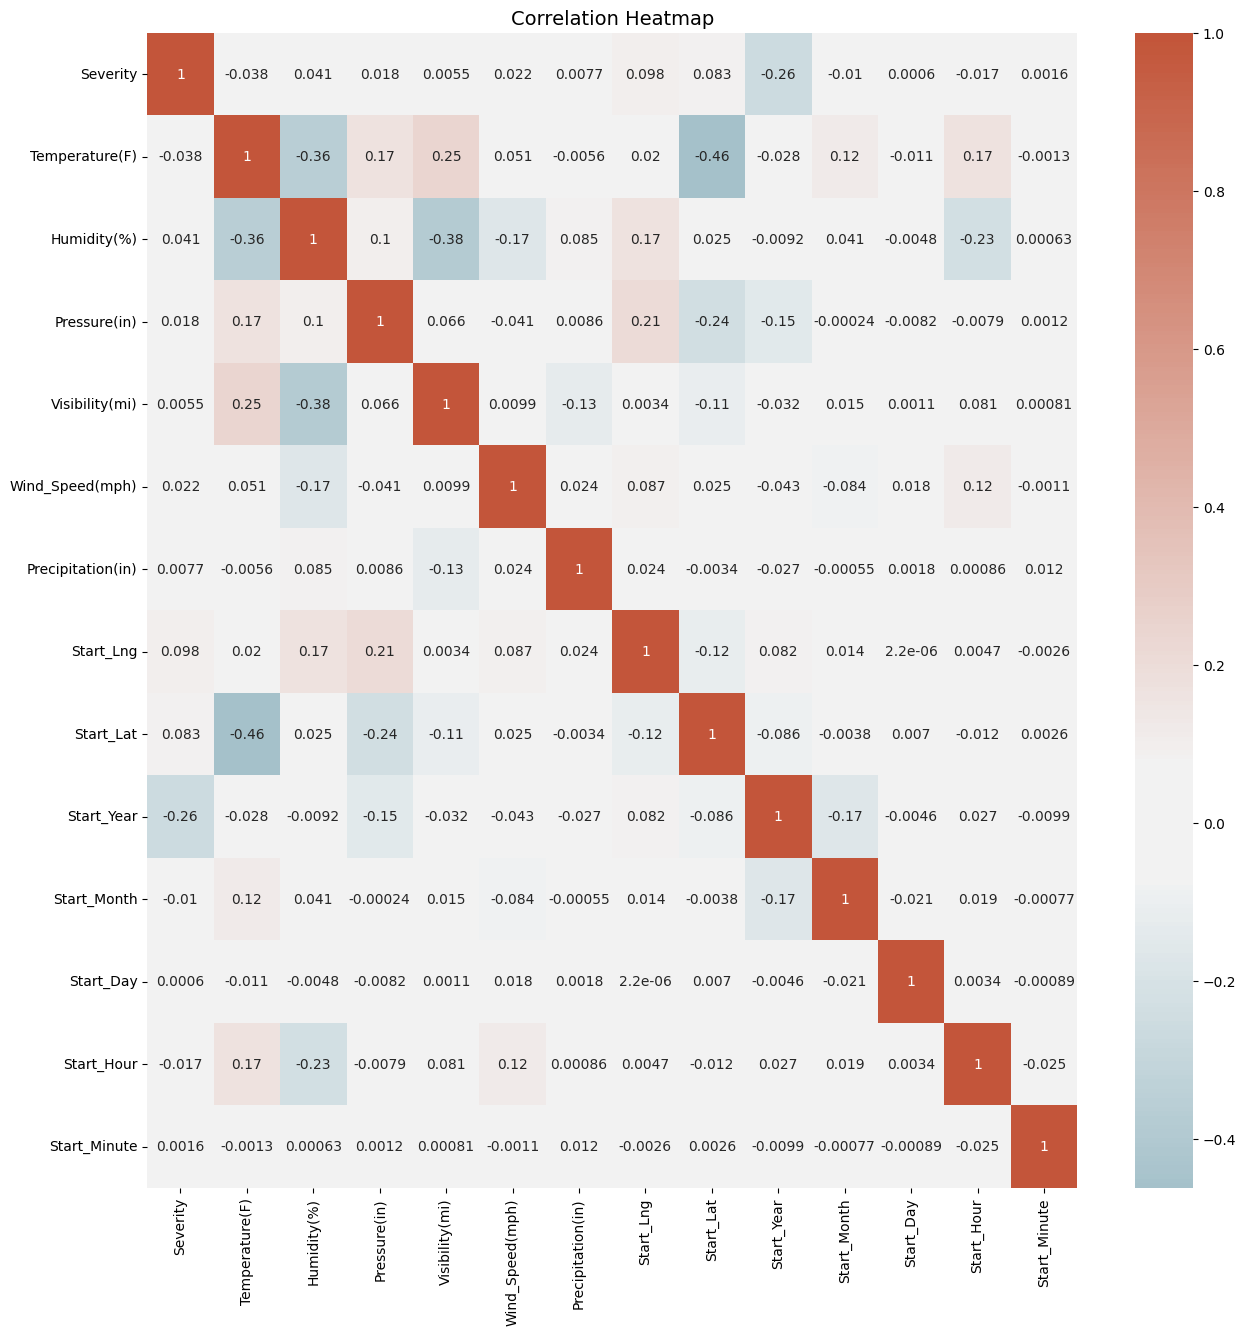 Correlation Heatmap
Severity 1 -0.038 0.041 0.018 0.0055 0.022 0.0077 0.098 0.083 -0.26 -0.01 0.0006 -0.017 0.0016
Temperature(F) -0.038 1 -0.36 0.17 0.25 0.051 -0.0056 0.02 -0.46 -0.028 0.12 -0.011 0.17 -0.0013
Humidity(%) 0.041 -0.36 1 0.1 -0.38 -0.17 0.085 0.17 0.025 -0.0092 0.041 -0.0048 -0.23 0.00063
Pressure(in) 0.018 0.17 0.1 1 0.066 -0.041 0.0086 0.21 -0.24 -0.15 -0.00024 -0.0082 -0.0079 0.0012
Visibility(mi) 0.0055 0.25 -0.38 0.066 1 0.0099 -0.13 0.0034 -0.11 -0.032 0.015 0.0011 0.081 0.00081
Wind_Speed(mph) 0.022 0.051 -0.17 -0.041 0.0099 1 0.024 0.087 0.025 -0.043 -0.084 0.018 0.12 -0.0011
Precipitation(in) 0.0077 -0.0056 0.085 0.0086 -0.13 0.024 1 0.024 -0.0034 -0.027 -0.00055 0.0018 0.00086 0.012
Start_Lng 0.098 0.02 0.17 0.21 0.0034 0.087 0.024 1 -0.12 0.082 0.014 2.2e-06 0.0047 -0.0026
Start_Lat 0.083 -0.46 0.025 -0.24 -0.11 0.025 -0.0034 -0.12 1 -0.086 -0.0038 0.007 -0.012 0.0026
Start_Year -0.26 -0.028 -0.0092 -0.15 -0.032 -0.043 -0.027 0.082 -0.086 1 -0.17 -0.0046 0.027 -0.0099
Start_Month -0.01 0.12 0.041 -0.00024 0.015 -0.084 -0.00055 0.014 -0.0038 -0.17 1 -0.021 0.019 -0.00077
Start_Day 0.0006 -0.011 -0.0048 -0.0082 0.0011 0.018 0.0018 2.2e-06 0.007 -0.0046 -0.021 1 0.0034 -0.00089
Start_Hour -0.017 0.17 -0.23 -0.0079 0.081 0.12 0.00086 0.0047 -0.012 0.027 0.019 0.0034 1 -0.025
Start_Minute 0.0016 -0.0013 0.00063 0.0012 0.00081 -0.0011 0.012 -0.0026 0.0026 -0.0099 -0.00077 -0.00089 -0.025 1
Severity
Temperature(F)
Humidity(%)
Pressure(in)
Visibility(mi)
Wind_Speed(mph)
Precipitation(in)
Start_Lng
Start_Lat
Start_Year
Start_Month
Start_Day
Start_Hour
Start_Minute
1.0
0.8
0.6
0.4
0.2
0.0
−0.2
−0.4